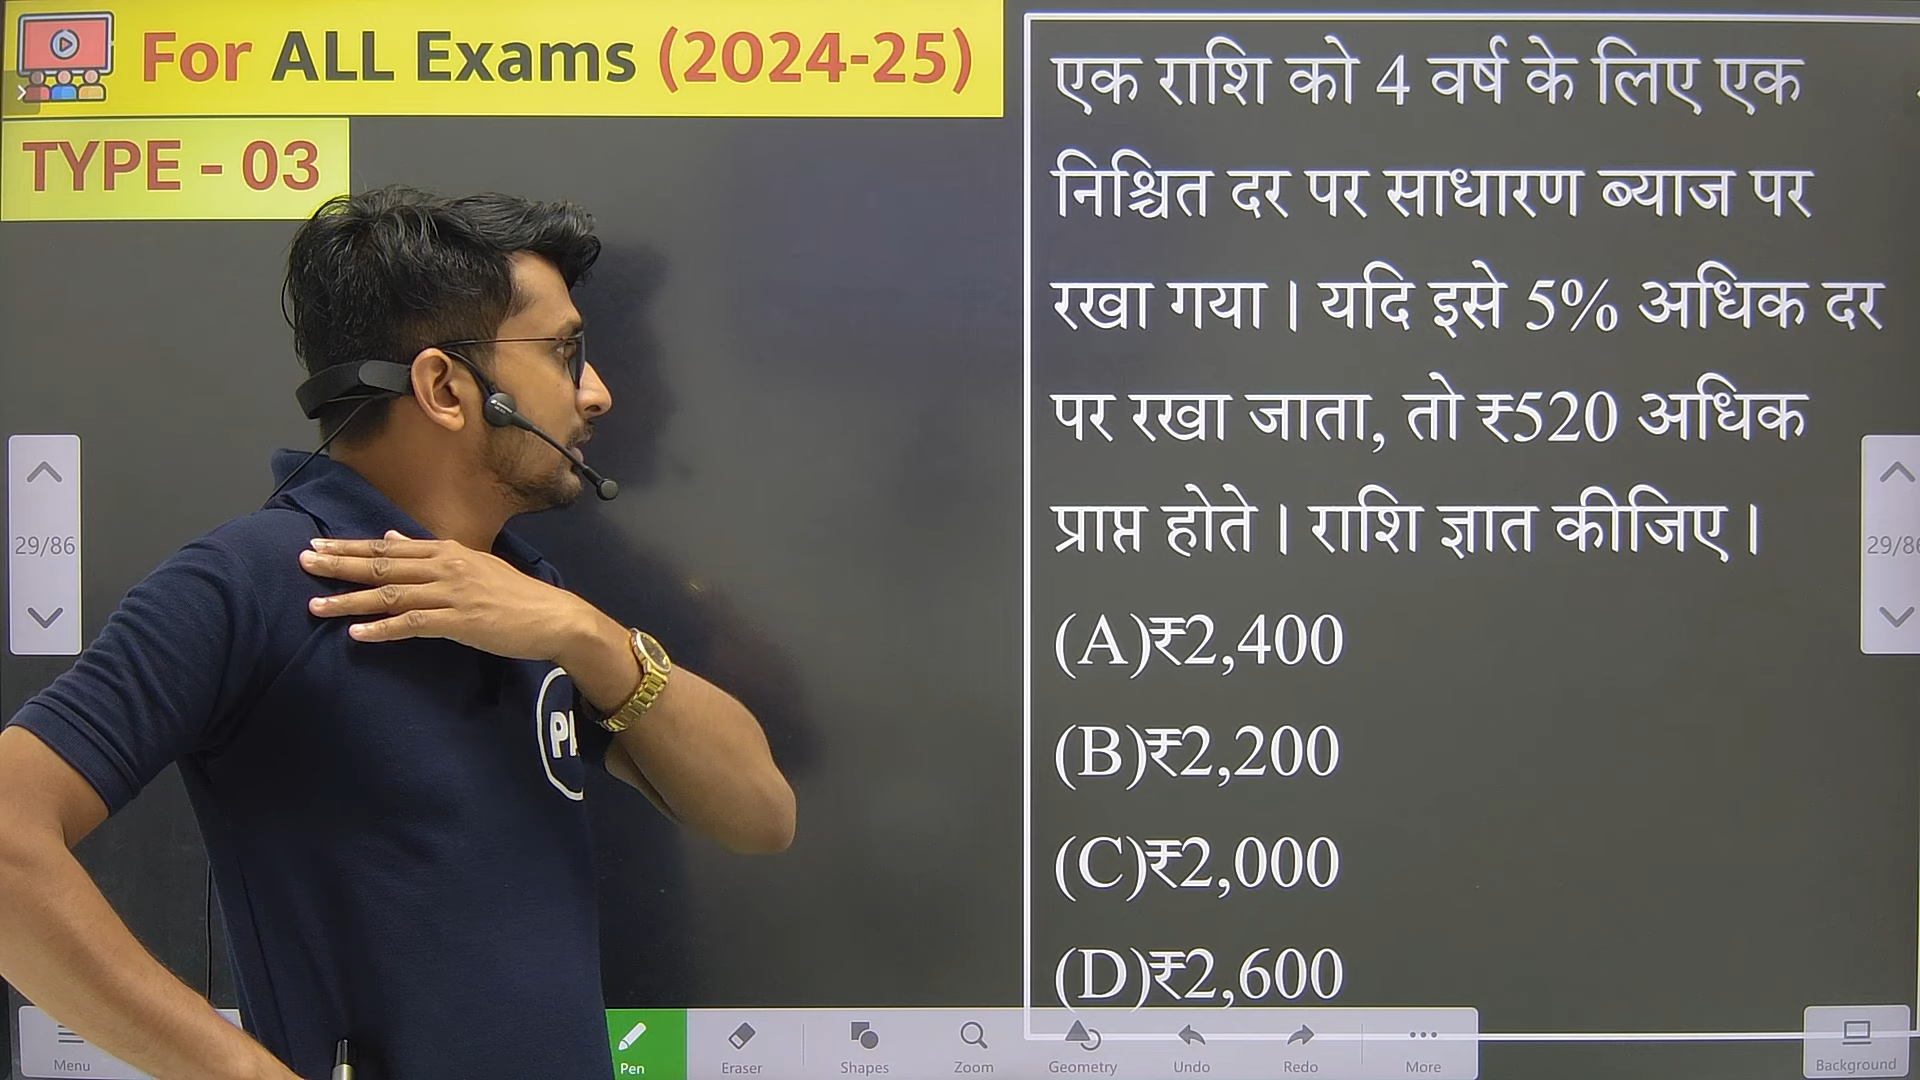 For ALL Exams (2024-25)
TYPE - 03
एक राशि को 4 वर्ष के लिए एक
निश्चित दर पर साधारण ब्याज पर
रखा गया। यदि इसे 5% अधिक दर
पर रखा जाता, तो ₹520 अधिक
प्राप्त होते। राशि ज्ञात कीजिए।
(A)₹2,400
(B)₹2,200
(C)₹2,000
(D)₹2,600
29/86
29/86
Menu
Pen
Eraser
Shapes
Zoom
Geometry
Undo
Redo
More
Background